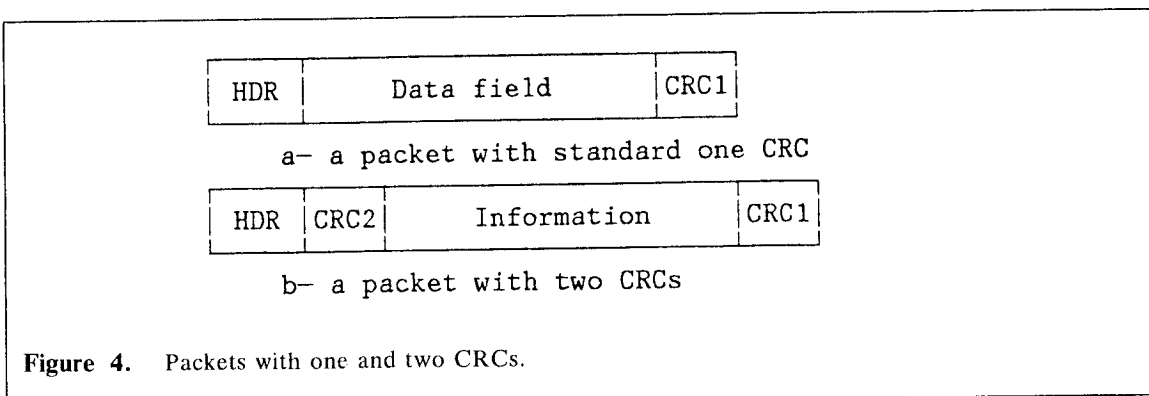 HDR Data field CRC1
a- a packet with standard one CRC
HDR CRC2 Information CRC1
b- a packet with two CRCs
Figure 4. Packets with one and two CRCs.